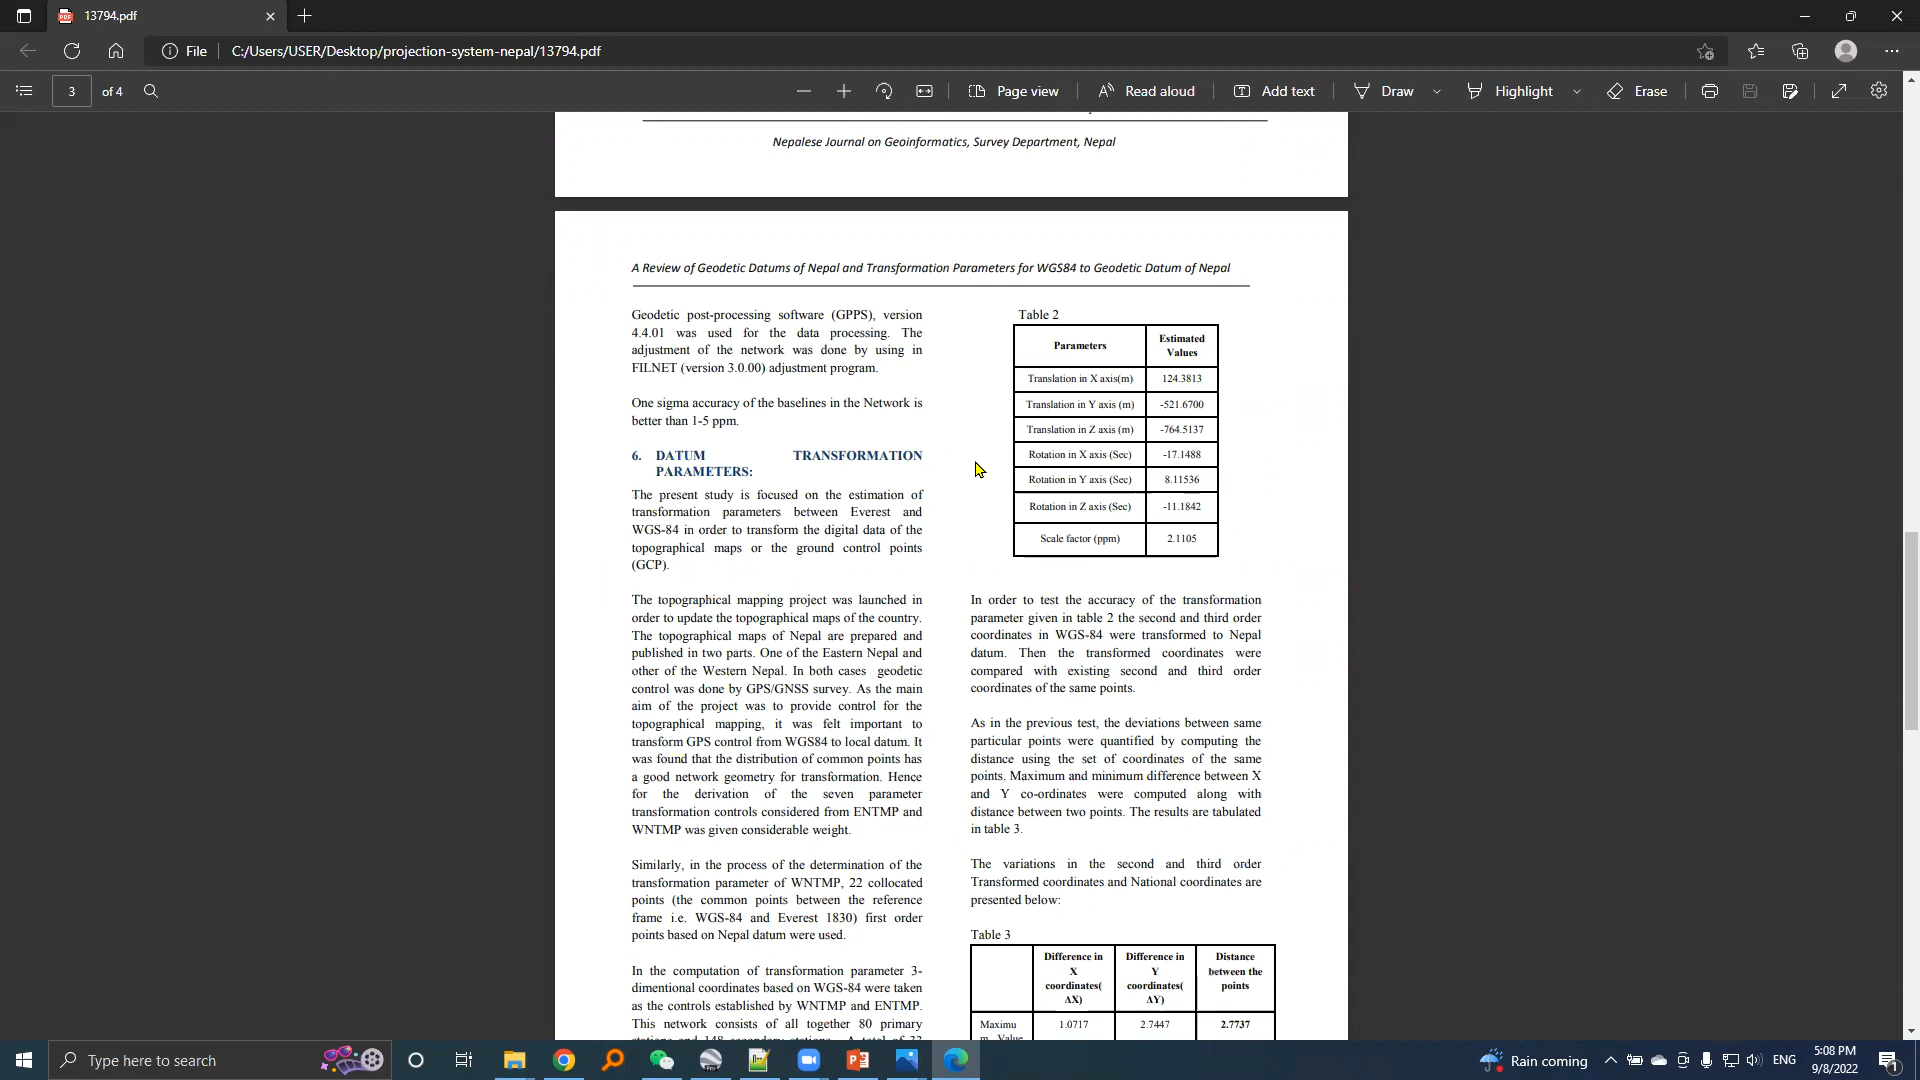 13794.pdf
File
C:/Users/USER/Desktop/projection-system-nepal/13794.pdf
3
of 4
Page view
Read aloud
Add text
Draw
Highlight
Erase
Nepalese Journal on Geoinformatics, Survey Department, Nepal
A Review of Geodetic Datums of Nepal and Transformation Parameters for WGS84 to Geodetic Datum of Nepal
Geodetic post-processing software (GPPS), version
4.4.01 was used for the data processing. The
adjustment of the network was done by using in
FILNET (version 3.0.00) adjustment program.
One sigma accuracy of the baselines in the Network is
better than 1-5 ppm.
6. DATUM TRANSFORMATION
PARAMETERS:
The present study is focused on the estimation of
transformation parameters between Everest and
WGS-84 in order to transform the digital data of the
topographical maps or the ground control points
(GCP).
The topographical mapping project was launched in
order to update the topographical maps of the country.
The topographical maps of Nepal are prepared and
published in two parts. One of the Eastern Nepal and
other of the Western Nepal. In both cases geodetic
control was done by GPS/GNSS survey. As the main
aim of the project was to provide control for the
topographical mapping, it was felt important to
transform GPS control from WGS84 to local datum. It
was found that the distribution of common points has
a good network geometry for transformation. Hence
for the derivation of the seven parameter
transformation controls considered from ENTMP and
WNTMP was given considerable weight.
Similarly, in the process of the determination of the
transformation parameter of WNTMP, 22 collocated
points (the common points between the reference
frame i.e. WGS-84 and Everest 1830) first order
points based on Nepal datum were used.
In the computation of transformation parameter 3-
dimentional coordinates based on WGS-84 were taken
as the controls established by WNTMP and ENTMP.
This network consists of all together 80 primary
stations and 148 secondary stations. A total of 33
Table 2
Parameters
Estimated
Values
Translation in X axis(m) 124.3813
Translation in Y axis (m) -521.6700
Translation in Z axis (m) -764.5137
Rotation in X axis (Sec) -17.1488
Rotation in Y axis (Sec) 8.11536
Rotation in Z axis (Sec) -11.1842
Scale factor (ppm) 2.1105
In order to test the accuracy of the transformation
parameter given in table 2 the second and third order
coordinates in WGS-84 were transformed to Nepal
datum. Then the transformed coordinates were
compared with existing second and third order
coordinates of the same points.
As in the previous test, the deviations between same
particular points were quantified by computing the
distance using the set of coordinates of the same
points. Maximum and minimum difference between X
and Y co-ordinates were computed along with
distance between two points. The results are tabulated
in table 3.
The variations in the second and third order
Transformed coordinates and National coordinates are
presented below:
Table 3
Difference in
X
coordinates(
ΔX)
Difference in
Y
coordinates(
ΔY)
Distance
between the
points
Maximu 1.0717 2.7447 2.7737
m Value
Type here to search
Rain coming
ENG
5:08 PM
9/8/2022
1